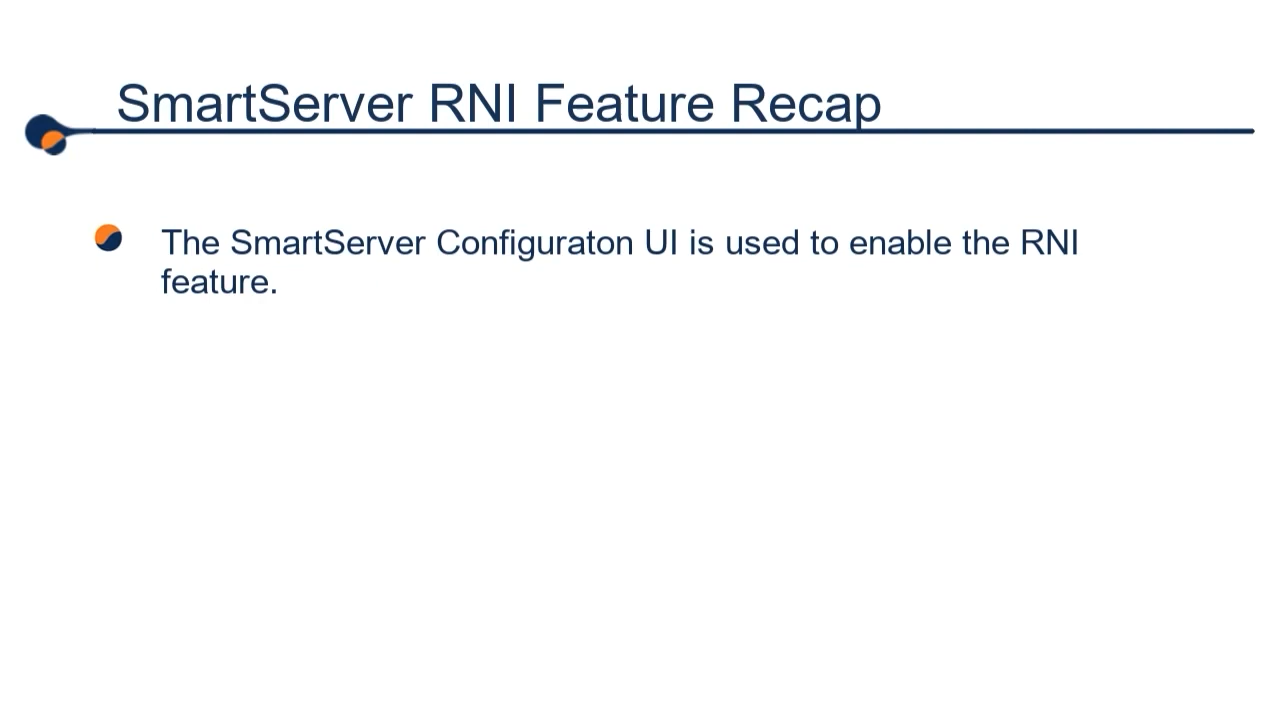 SmartServer RNI Feature Recap
The SmartServer Configuraton UI is used to enable the RNI
feature.